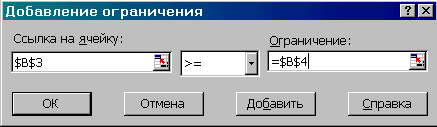 Добавление ограничения
Ссылка на ячейку: Ограничение:
$B$3 >= =$B$4
ОК Отмена Добавить Справка